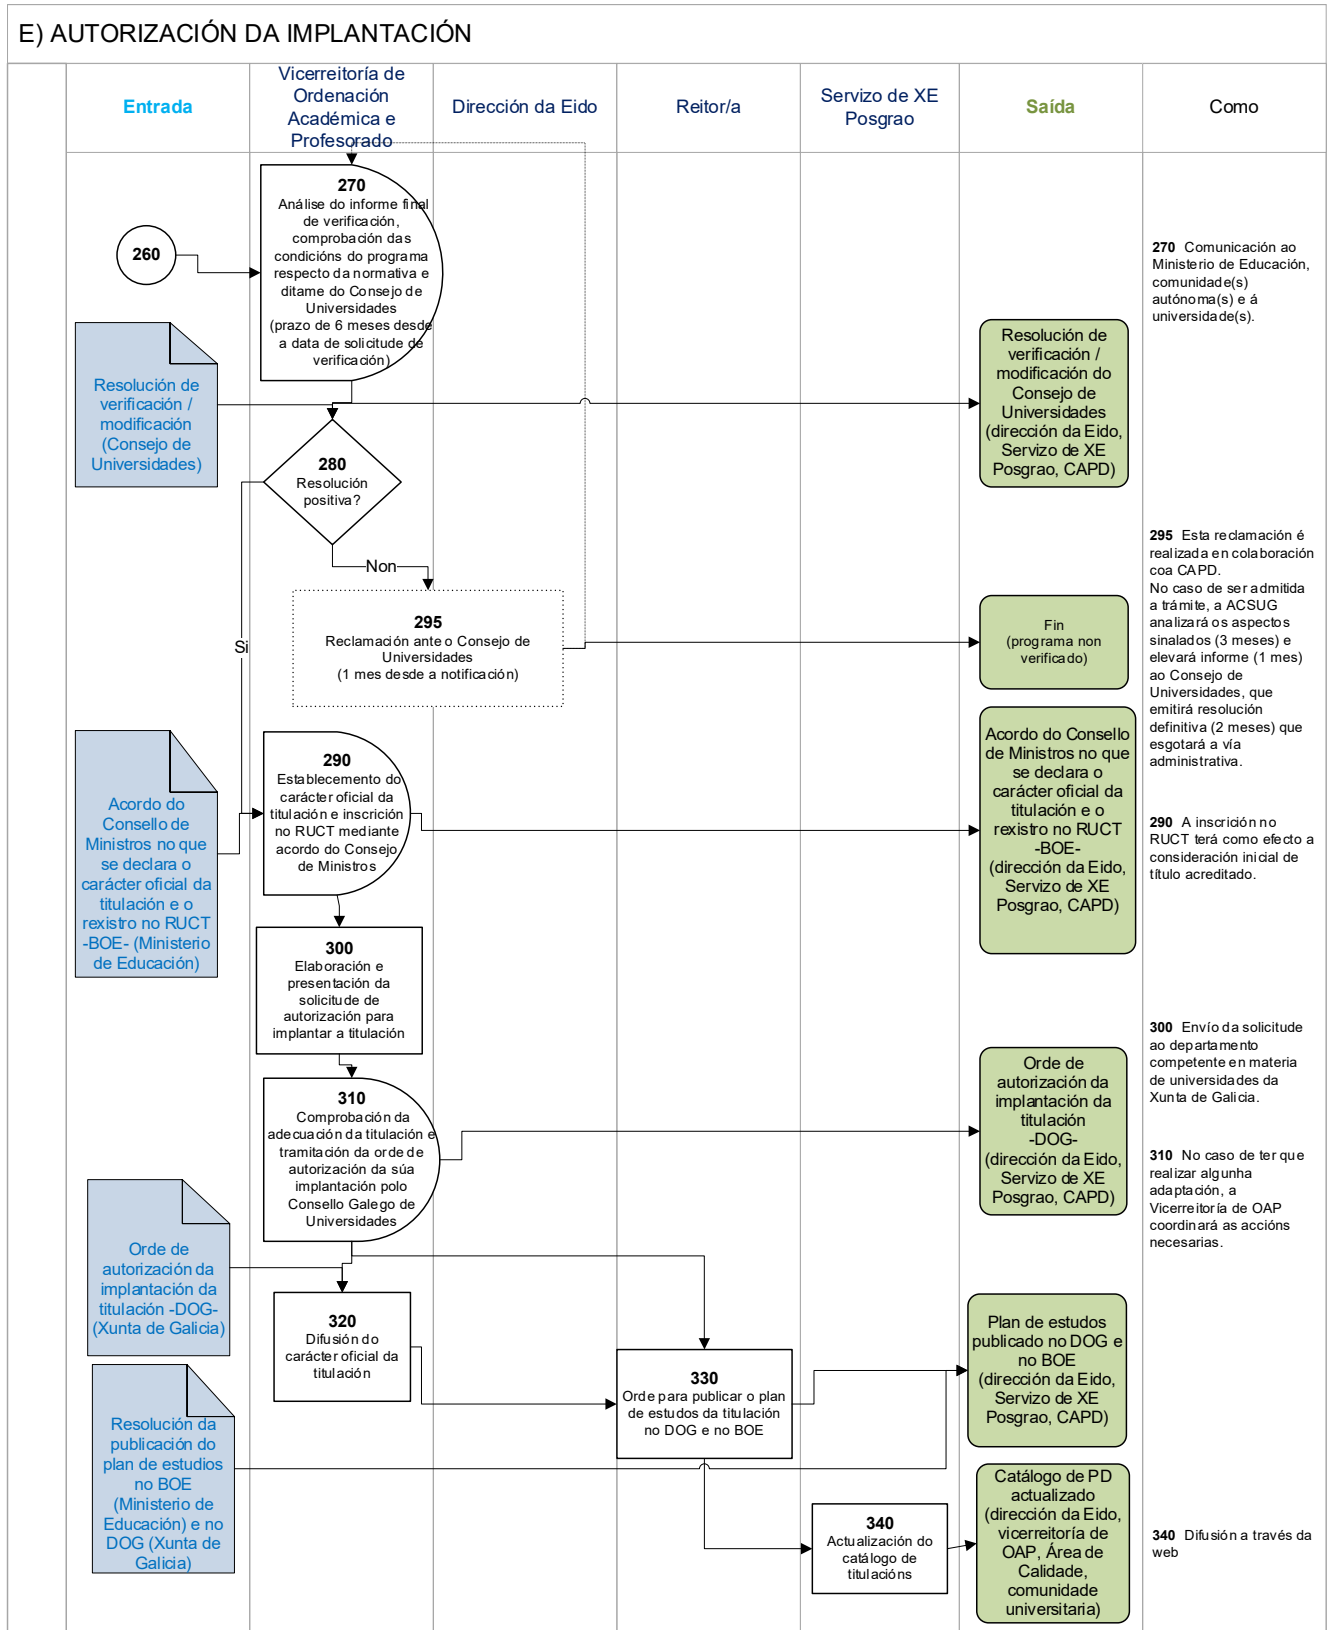 E) AUTORIZACIÓN DA IMPLANTACIÓN
Entrada
Vicerreitoría de
Ordenación
Académica e
Profesorado
Dirección da Eido
Reitor/a
Servizo de XE
Posgrao
Saída
Como
260
270
Análise do informe final
de verificación,
comprobación das
condicións do programa
respecto da normativa e
ditame do Consejo de
Universidades
(prazo de 6 meses desde
a data de solicitude de
verificación)
270 Comunicación ao
Ministerio de Educación,
comunidade(s)
autónoma(s) e á
universidade(s).
Resolución de
verificación /
modificación
(Consejo de
Universidades)
Resolución de
verificación /
modificación do
Consejo de
Universidades
(dirección da Eido,
Servizo de XE
Posgrao, CAPD)
280
Resolución
positiva?
Non
Si
295
Reclamación ante o Consejo de
Universidades
(1 mes desde a notificación)
Fin
(programa non
verificado)
295 Esta reclamación é
realizada en colaboración
coa CAPD.
No caso de ser admitida
a trámite, a ACSUG
analizará os aspectos
sinalados (3 meses) e
elevará informe (1 mes)
ao Consejo de
Universidades, que
emitirá resolución
definitiva (2 meses) que
esgotará a vía
administrativa.
Acordo do
Consello de
Ministros no que
se declara o
carácter oficial da
titulación e o
rexistro no RUCT
-BOE- (Ministerio
de Educación)
290
Establecemento do
carácter oficial da
titulación e inscrición
no RUCT mediante
acordo do Consejo
de Ministros
Acordo do Consello
de Ministros no que
se declara o
carácter oficial da
titulación e o
rexistro no RUCT
-BOE-
(dirección da Eido,
Servizo de XE
Posgrao, CAPD)
290 A inscrición no
RUCT terá como efecto a
consideración inicial de
título acreditado.
300
Elaboración e
presentación da
solicitude de
autorización para
implantar a titulación
300 Envío da solicitude
ao departamento
competente en materia
de universidades da
Xunta de Galicia.
310
Comprobación da
adecuación da titulación e
tramitación da orde de
autorización da súa
implantación polo
Consello Galego de
Universidades
Orde de
autorización da
implantación da
titulación
-DOG-
(dirección da Eido,
Servizo de XE
Posgrao, CAPD)
310 No caso de ter que
realizar algunha
adaptación, a
Vicerreitoría de OAP
coordinará as accións
necesarias.
Orde de
autorización da
implantación da
titulación -DOG-
(Xunta de Galicia)
320
Difusión do
carácter oficial da
titulación
330
Orde para publicar o plan
de estudos da titulación
no DOG e no BOE
Plan de estudos
publicado no DOG e
no BOE
(dirección da Eido,
Servizo de XE
Posgrao, CAPD)
Resolución da
publicación do
plan de estudios
no BOE
(Ministerio de
Educación) e no
DOG (Xunta de
Galicia)
340
Actualización do
catálogo de
titulacións
Catálogo de PD
actualizado
(dirección da Eido,
vicerreitoría de
OAP, Área de
Calidade,
comunidade
universitaria)
340 Difusión a través da
web